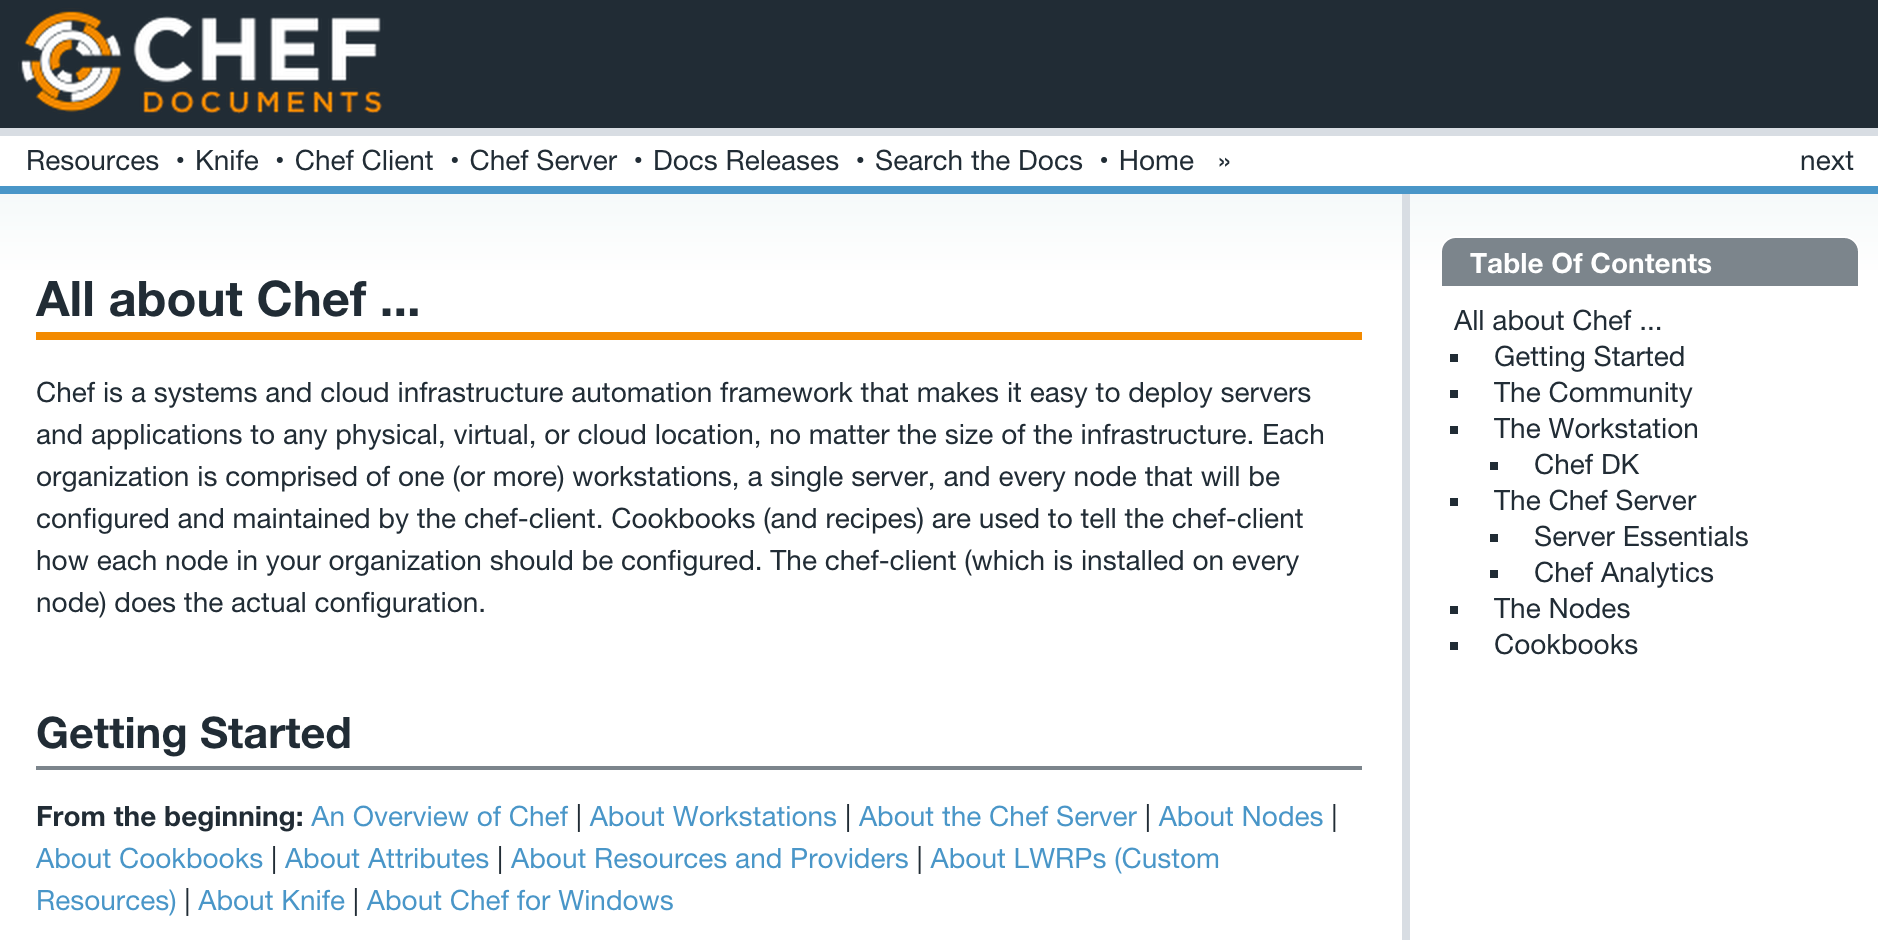 CHEF
DOCUMENTS
Resources • Knife • Chef Client • Chef Server • Docs Releases • Search the Docs • Home » next
All about Chef ...
Chef is a systems and cloud infrastructure automation framework that makes it easy to deploy servers
and applications to any physical, virtual, or cloud location, no matter the size of the infrastructure. Each
organization is comprised of one (or more) workstations, a single server, and every node that will be
configured and maintained by the chef-client. Cookbooks (and recipes) are used to tell the chef-client
how each node in your organization should be configured. The chef-client (which is installed on every
node) does the actual configuration.
Getting Started
From the beginning: An Overview of Chef | About Workstations | About the Chef Server | About Nodes |
About Cookbooks | About Attributes | About Resources and Providers | About LWRPs (Custom
Resources) | About Knife | About Chef for Windows
Table Of Contents
All about Chef ...
▪ Getting Started
▪ The Community
▪ The Workstation
▪ Chef DK
▪ The Chef Server
▪ Server Essentials
▪ Chef Analytics
▪ The Nodes
▪ Cookbooks